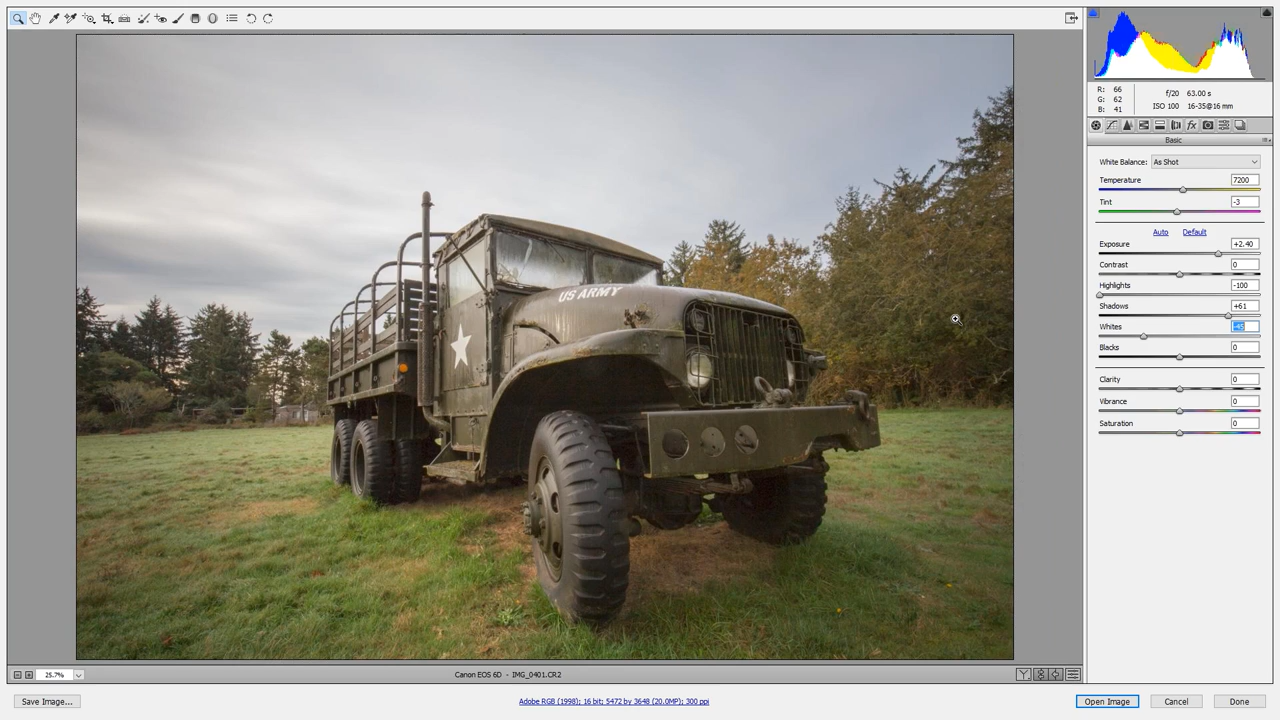 R: 66
G: 62
B: 41
f/20 63.00 s
ISO 100 16-35@16 mm
Basic
White Balance: As Shot
Temperature 7200
Tint -3
Auto Default
Exposure +2.40
Contrast 0
Highlights -100
Shadows +61
Whites -45
Blacks 0
Clarity 0
Vibrance 0
Saturation 0
US ARMY
25.7%
Canon EOS 6D - IMG_0401.CR2
Y
Save Image...
Adobe RGB (1998); 16 bit; 5472 by 3648 (20.0MP); 300 ppi
Open Image
Cancel
Done